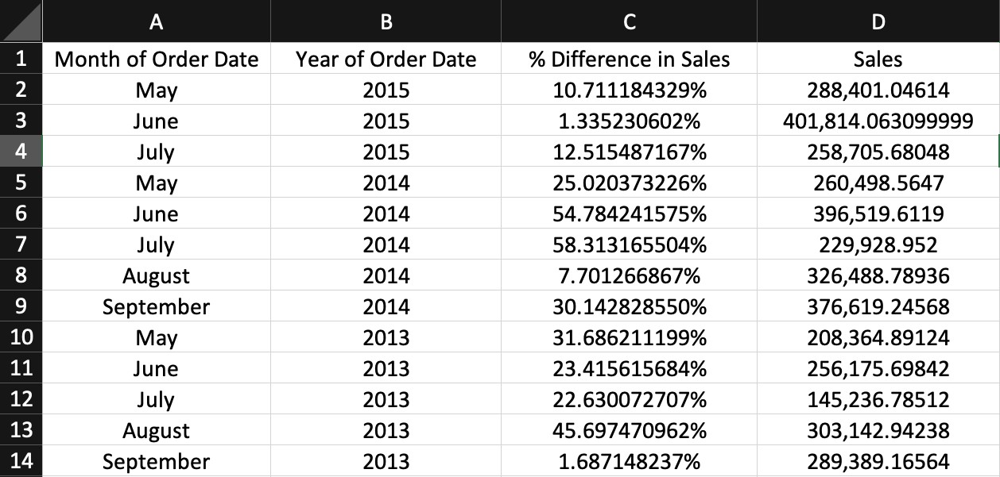 A B C D
1 Month of Order Date Year of Order Date % Difference in Sales Sales
2 May 2015 10.711184329% 288,401.04614
3 June 2015 1.335230602% 401,814.063099999
4 July 2015 12.515487167% 258,705.68048
5 May 2014 25.020373226% 260,498.5647
6 June 2014 54.784241575% 396,519.6119
7 July 2014 58.313165504% 229,928.952
8 August 2014 7.701266867% 326,488.78936
9 September 2014 30.142828550% 376,619.24568
10 May 2013 31.686211199% 208,364.89124
11 June 2013 23.415615684% 256,175.69842
12 July 2013 22.630072707% 145,236.78512
13 August 2013 45.697470962% 303,142.94238
14 September 2013 1.687148237% 289,389.16564